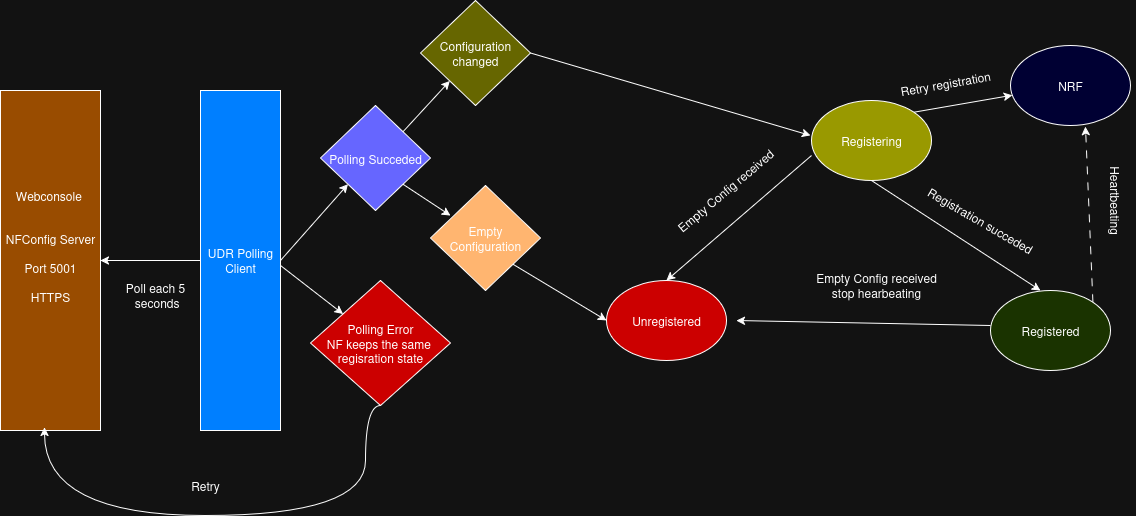 Configuration
changed
Retry registration
NRF
Webconsole
NFConfig Server
Port 5001
HTTPS
Poll each 5
seconds
UDR Polling
Client
Polling Succeded
Empty
Configuration
Polling Error
NF keeps the same
regisration state
Retry
Registering
Empty Config received
Registration succeded
Heartbeating
Empty Config received
stop hearbeating
Unregistered
Registered